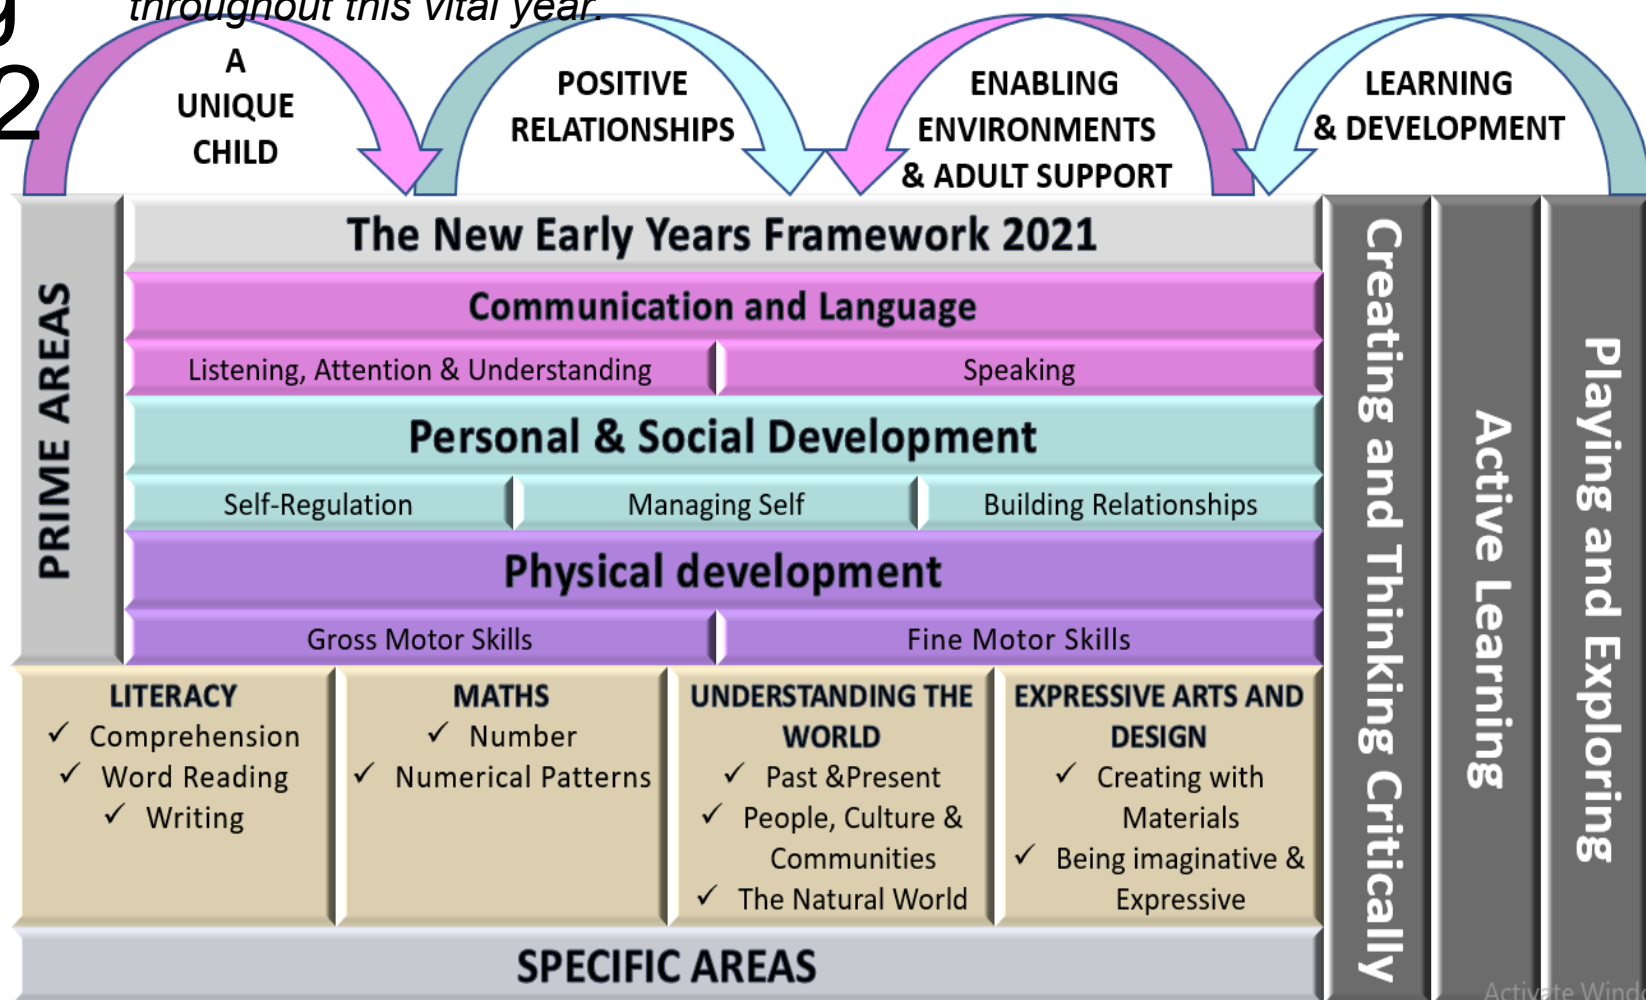 g
2
throughout this vital year.
A
UNIQUE
CHILD
POSITIVE
RELATIONSHIPS
ENABLING
ENVIRONMENTS
& ADULT SUPPORT
LEARNING
& DEVELOPMENT
PRIME AREAS
The New Early Years Framework 2021
Communication and Language
Listening, Attention & Understanding
Speaking
Personal & Social Development
Self-Regulation
Managing Self
Building Relationships
Physical development
Gross Motor Skills
Fine Motor Skills
LITERACY
✓ Comprehension
✓ Word Reading
✓ Writing
MATHS
✓ Number
✓ Numerical Patterns
UNDERSTANDING THE
WORLD
✓ Past &Present
✓ People, Culture &
Communities
✓ The Natural World
EXPRESSIVE ARTS AND
DESIGN
✓ Creating with
Materials
✓ Being imaginative &
Expressive
SPECIFIC AREAS
Creating and Thinking Critically
Active Learning
Playing and Exploring
Activate Windo